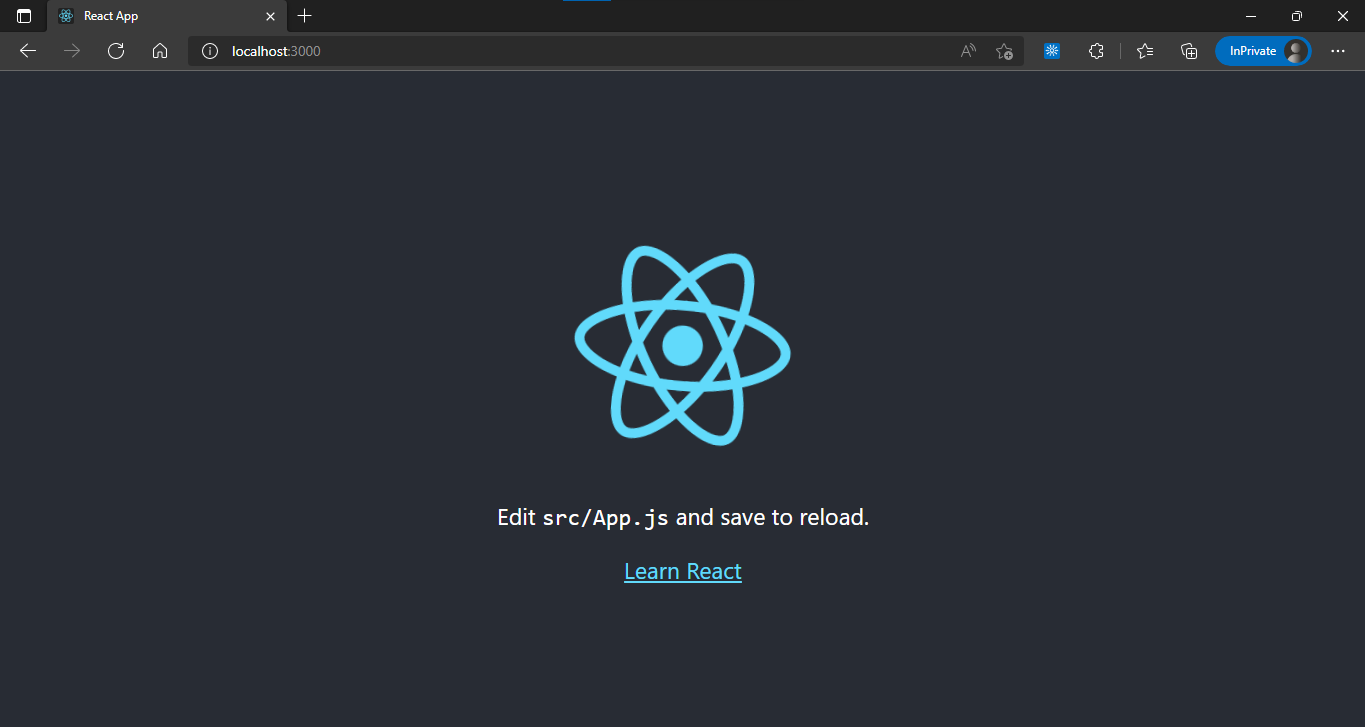 React App
localhost:3000
InPrivate
Edit src/App.js and save to reload.
Learn React